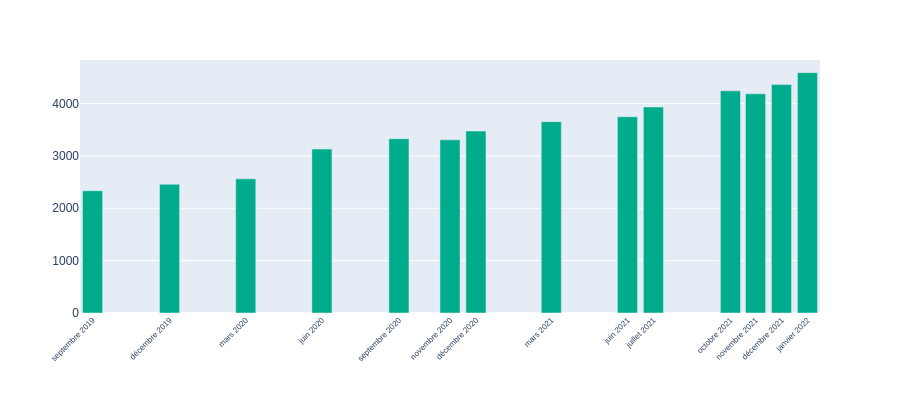 4000
3000
2000
1000
0
septembre 2019
décembre 2019
mars 2020
juin 2020
septembre 2020
novembre 2020
décembre 2020
mars 2021
juin 2021
juillet 2021
octobre 2021
novembre 2021
décembre 2021
janvier 2022